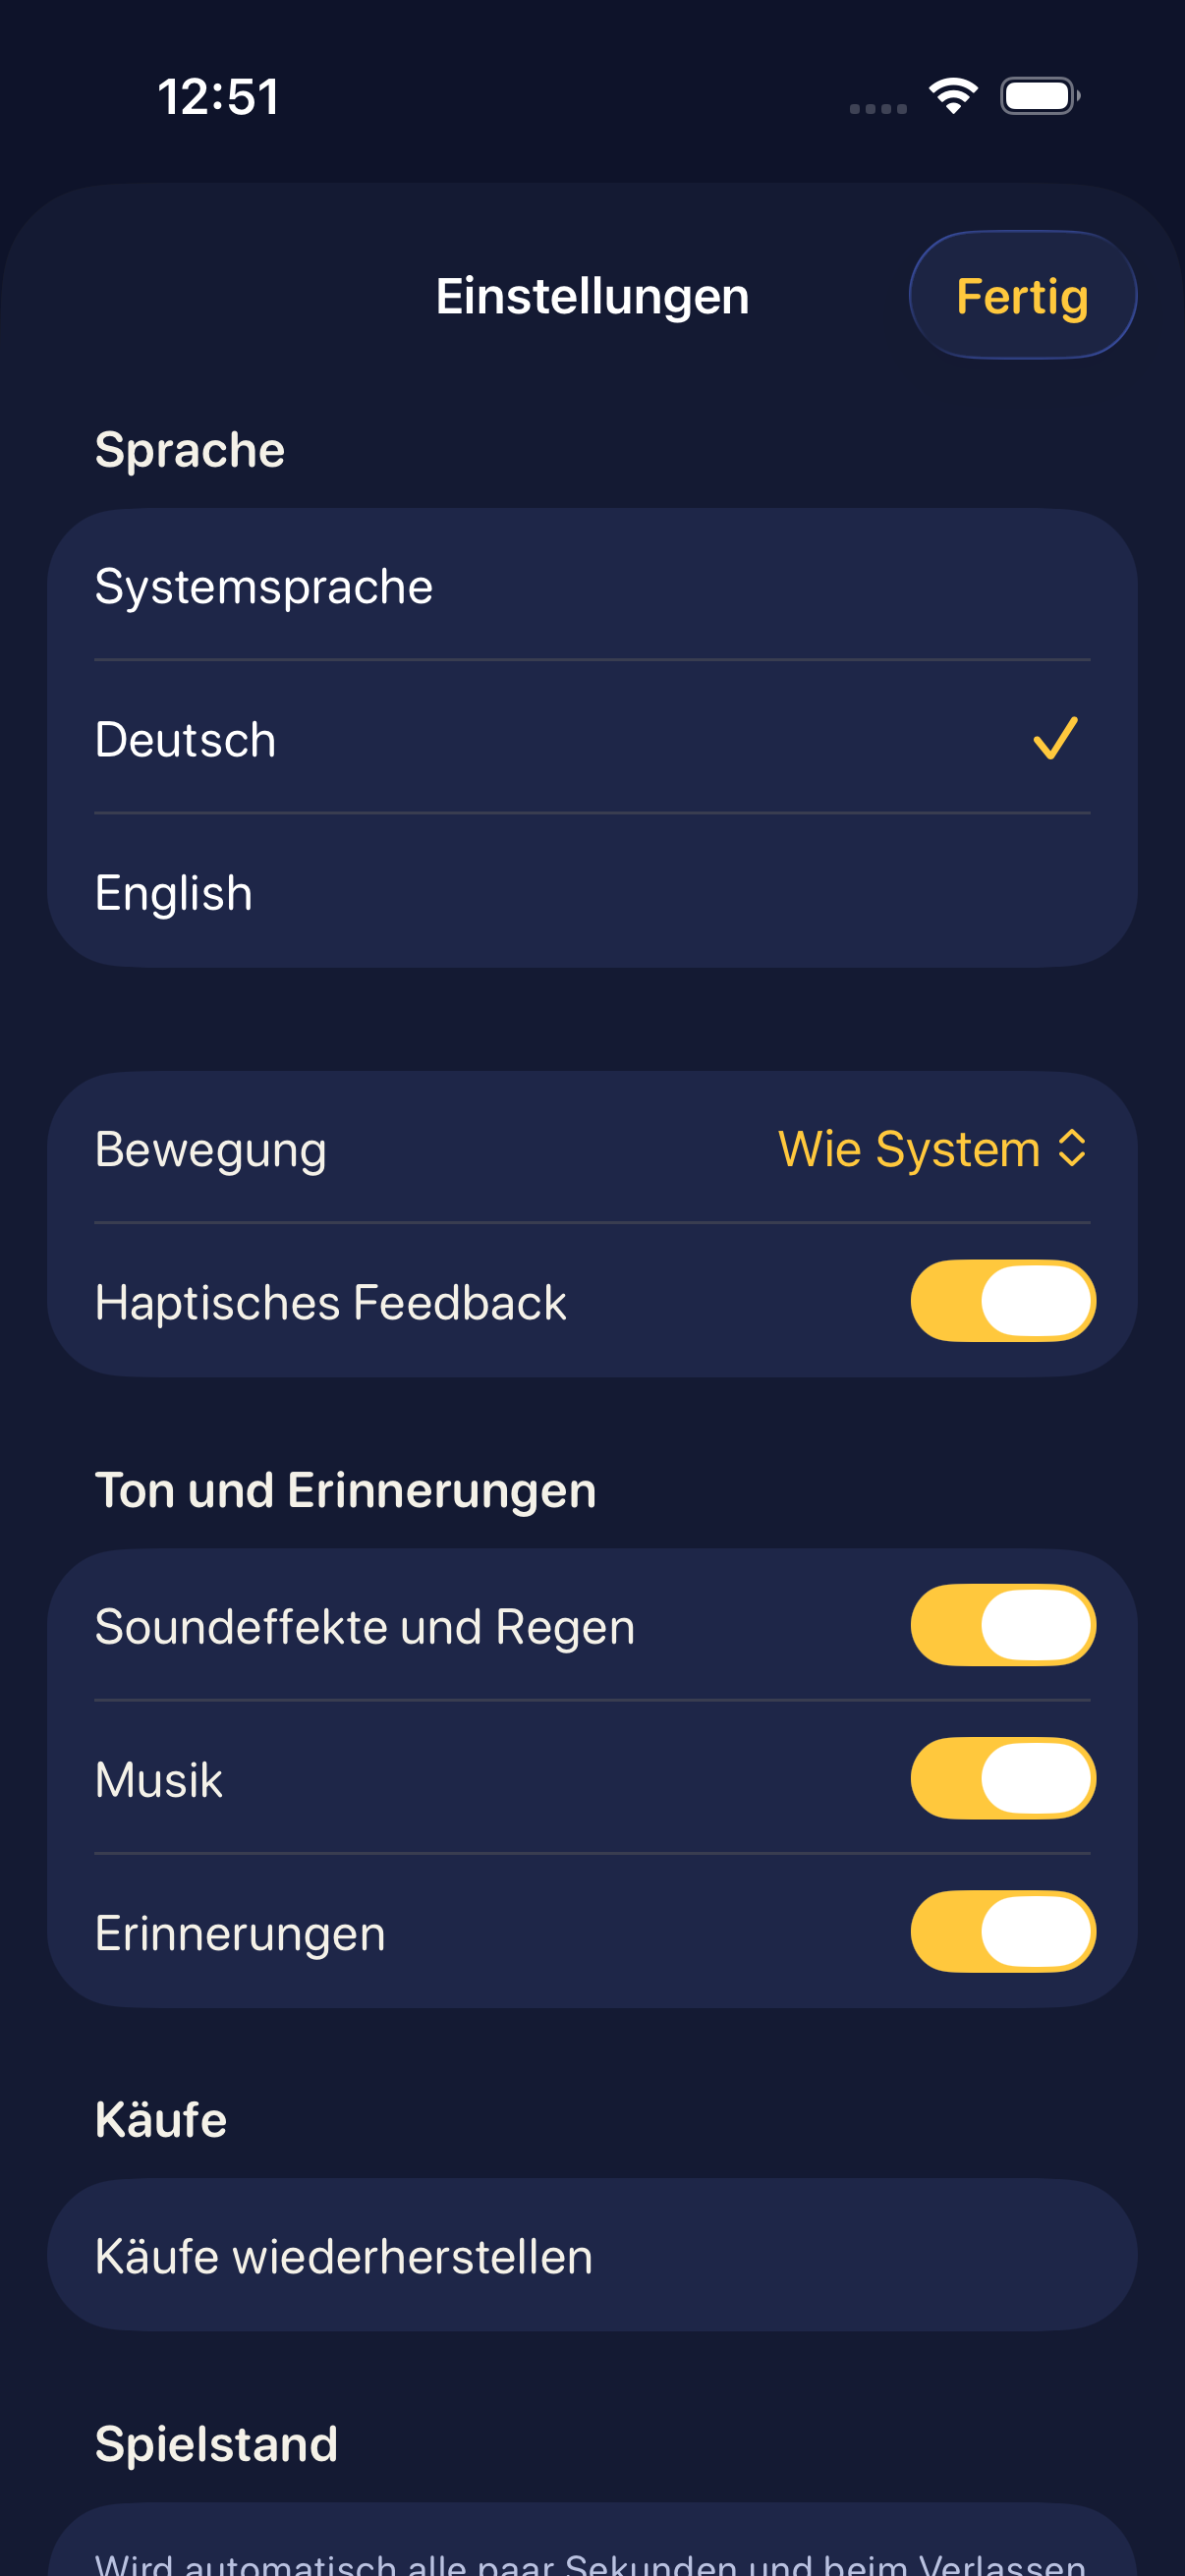 12:51
Einstellungen
Fertig
Sprache
Systemsprache
Deutsch
English
Bewegung
Wie System
Haptisches Feedback
Ton und Erinnerungen
Soundeffekte und Regen
Musik
Erinnerungen
Käufe
Käufe wiederherstellen
Spielstand
Wird automatisch alle paar Sekunden und beim Verlassen